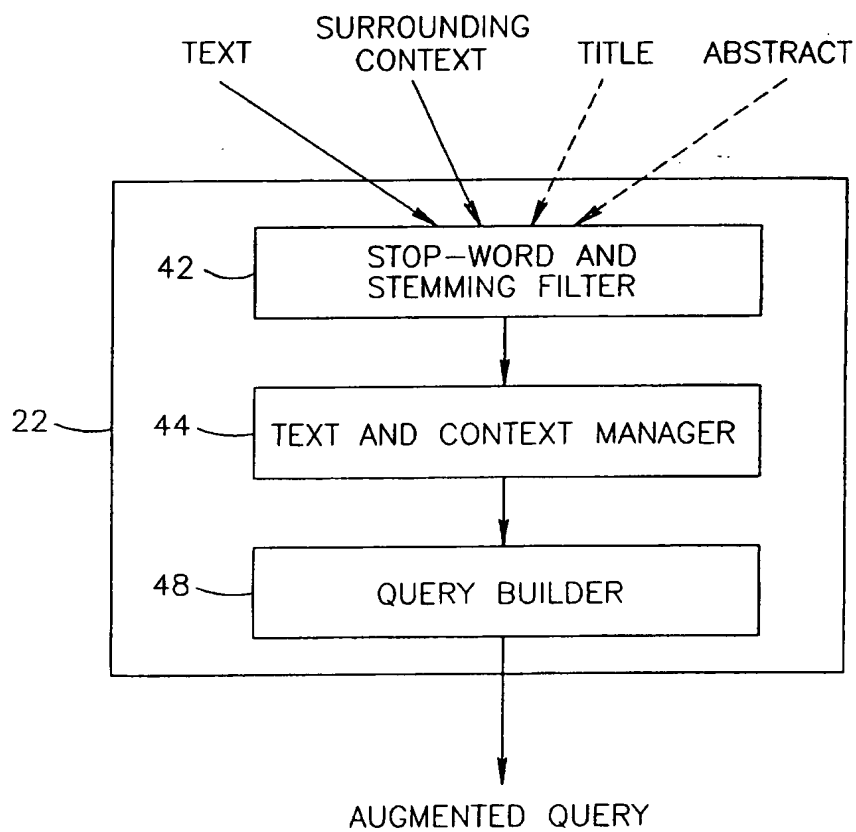 TEXT
SURROUNDING
CONTEXT
TITLE
ABSTRACT
42
STOP-WORD AND
STEMMING FILTER
22
44
TEXT AND CONTEXT MANAGER
48
QUERY BUILDER
AUGMENTED QUERY